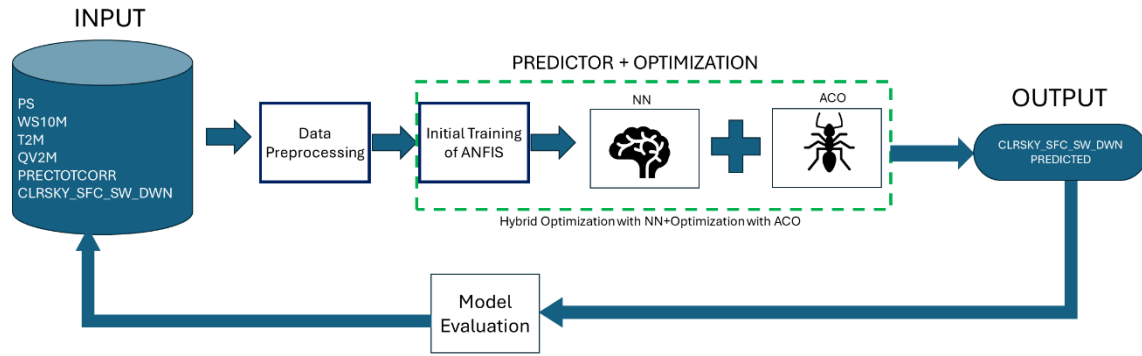 INPUT
PS
WS10M
T2M
QV2M
PRECTOTCORR
CLRSKY_SFC_SW_DWN
Data
Preprocessing
PREDICTOR + OPTIMIZATION
Initial Training
of ANFIS
NN
ACO
Hybrid Optimization with NN+Optimization with ACO
OUTPUT
CLRSKY_SFC_SW_DWN
PREDICTED
Model
Evaluation